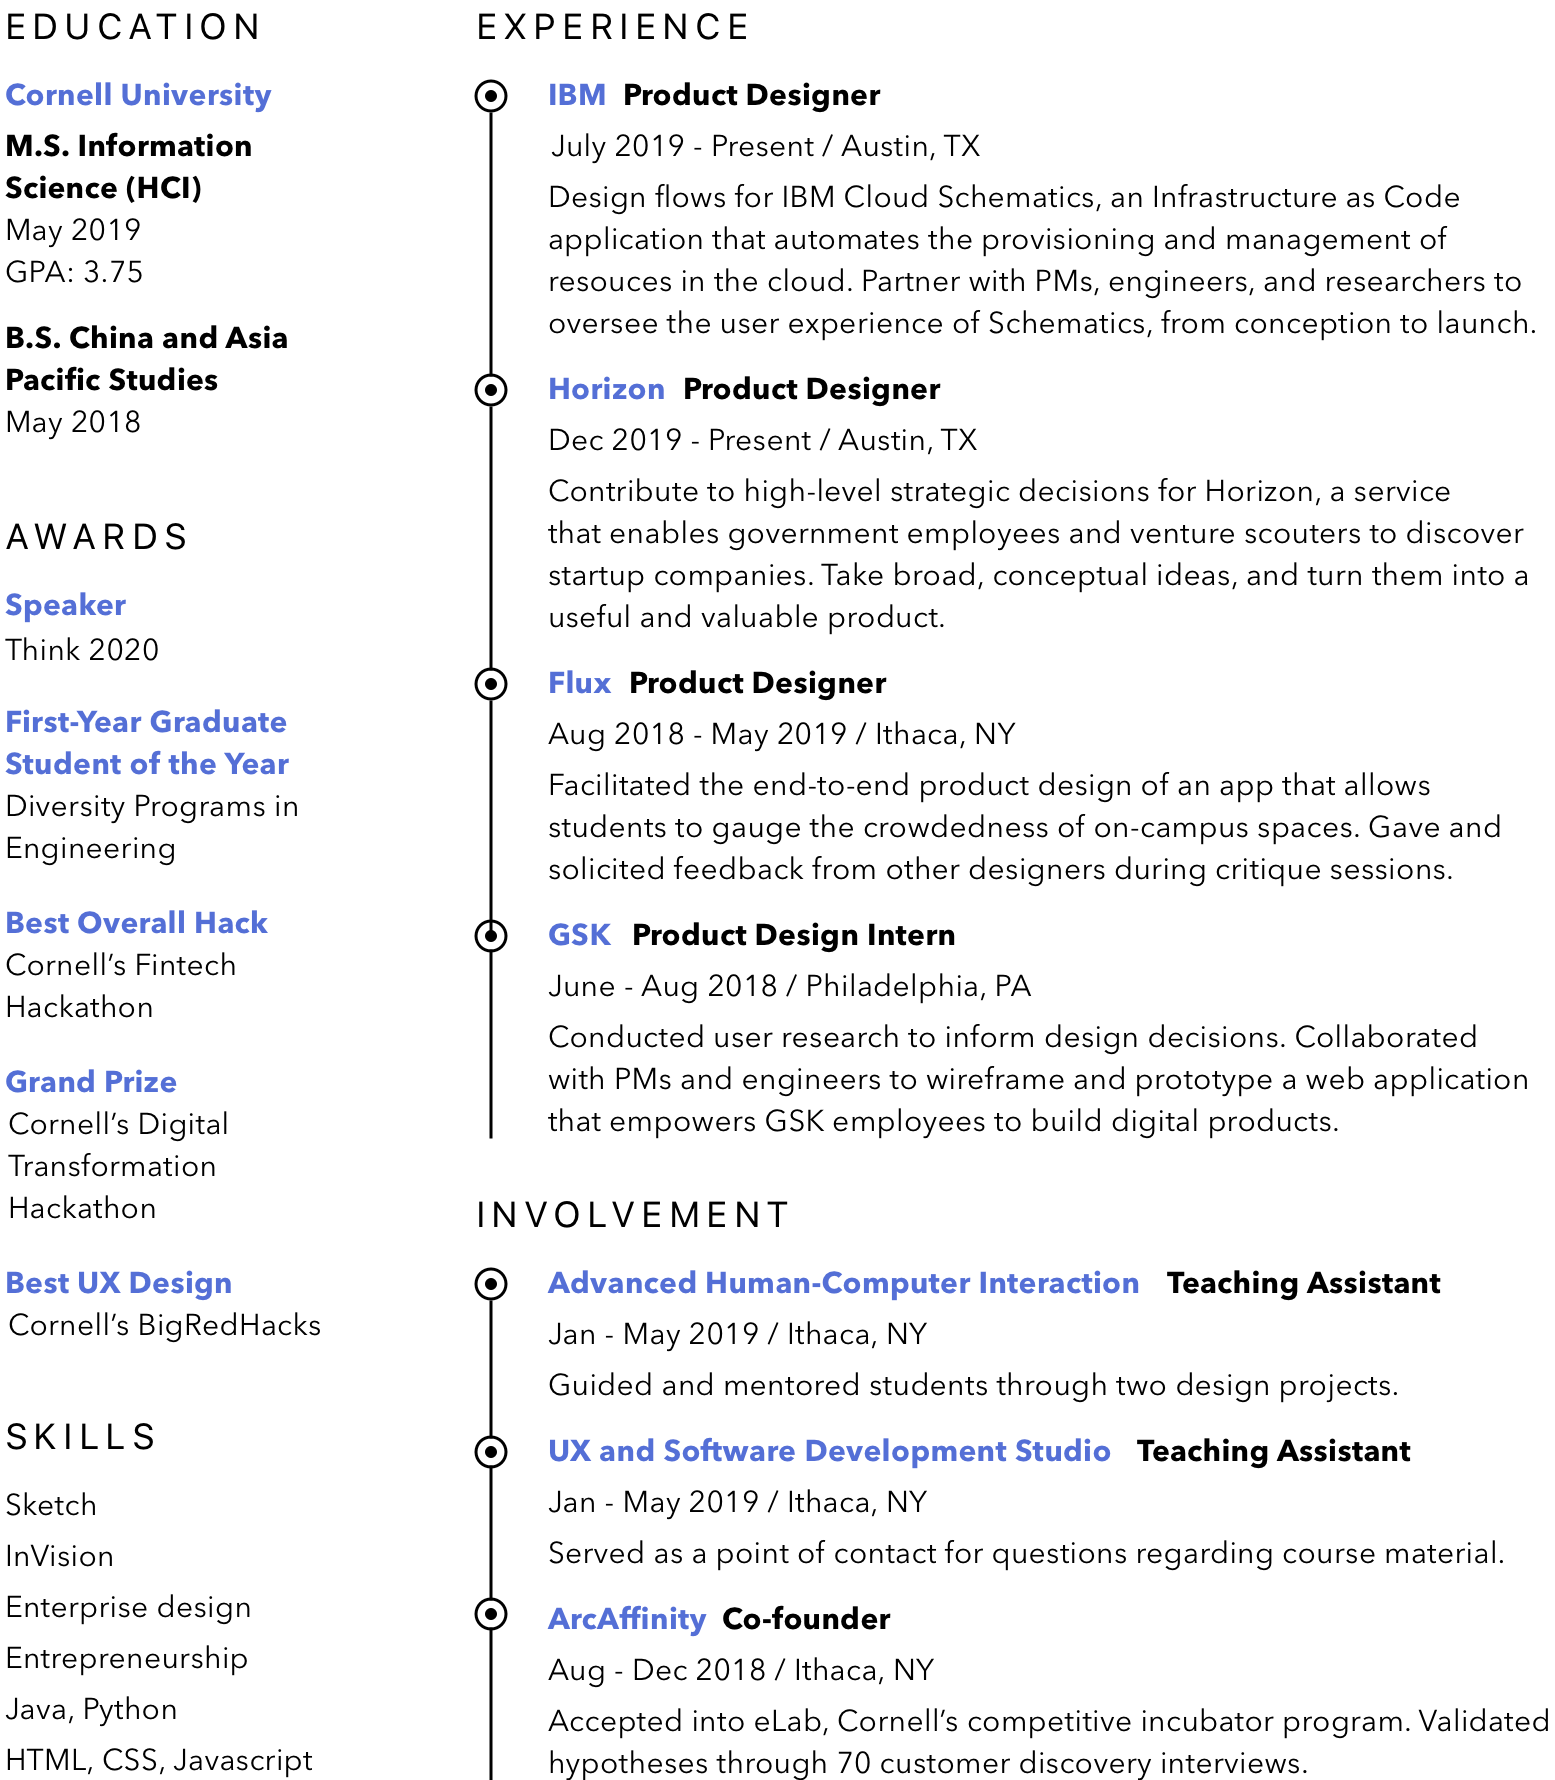 EDUCATION
Cornell University
M.S. Information
Science (HCI)
May 2019
GPA: 3.75
B.S. China and Asia
Pacific Studies
May 2018
AWARDS
Speaker
Think 2020
First-Year Graduate
Student of the Year
Diversity Programs in
Engineering
Best Overall Hack
Cornell’s Fintech
Hackathon
Grand Prize
Cornell’s Digital
Transformation
Hackathon
Best UX Design
Cornell’s BigRedHacks
SKILLS
Sketch
InVision
Enterprise design
Entrepreneurship
Java, Python
HTML, CSS, Javascript
EXPERIENCE
IBM Product Designer
July 2019 - Present / Austin, TX
Design flows for IBM Cloud Schematics, an Infrastructure as Code
application that automates the provisioning and management of
resouces in the cloud. Partner with PMs, engineers, and researchers to
oversee the user experience of Schematics, from conception to launch.
Horizon Product Designer
Dec 2019 - Present / Austin, TX
Contribute to high-level strategic decisions for Horizon, a service
that enables government employees and venture scouters to discover
startup companies. Take broad, conceptual ideas, and turn them into a
useful and valuable product.
Flux Product Designer
Aug 2018 - May 2019 / Ithaca, NY
Facilitated the end-to-end product design of an app that allows
students to gauge the crowdedness of on-campus spaces. Gave and
solicited feedback from other designers during critique sessions.
GSK Product Design Intern
June - Aug 2018 / Philadelphia, PA
Conducted user research to inform design decisions. Collaborated
with PMs and engineers to wireframe and prototype a web application
that empowers GSK employees to build digital products.
INVOLVEMENT
Advanced Human-Computer Interaction Teaching Assistant
Jan - May 2019 / Ithaca, NY
Guided and mentored students through two design projects.
UX and Software Development Studio Teaching Assistant
Jan - May 2019 / Ithaca, NY
Served as a point of contact for questions regarding course material.
ArcAffinity Co-founder
Aug - Dec 2018 / Ithaca, NY
Accepted into eLab, Cornell’s competitive incubator program. Validated
hypotheses through 70 customer discovery interviews.